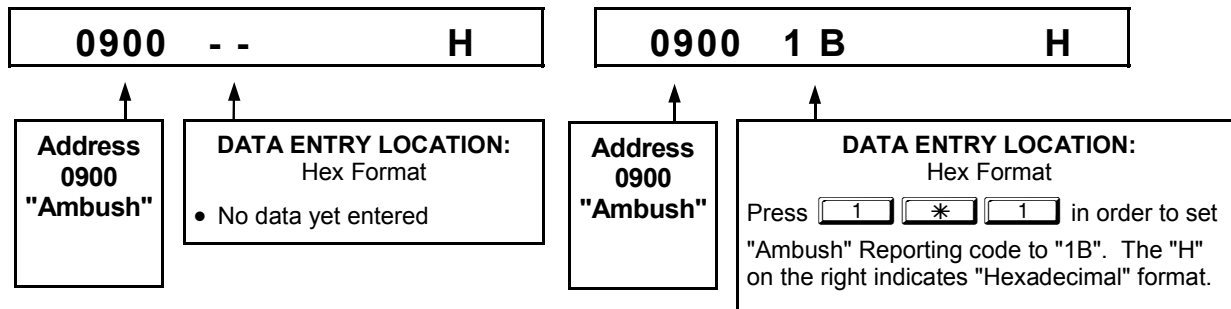 0900 - - H
Address
0900
"Ambush"
DATA ENTRY LOCATION:
Hex Format
• No data yet entered
0900 1 B H
Address
0900
"Ambush"
DATA ENTRY LOCATION:
Hex Format
Press 1 * 1 in order to set
"Ambush" Reporting code to "1B". The "H"
on the right indicates "Hexadecimal" format.